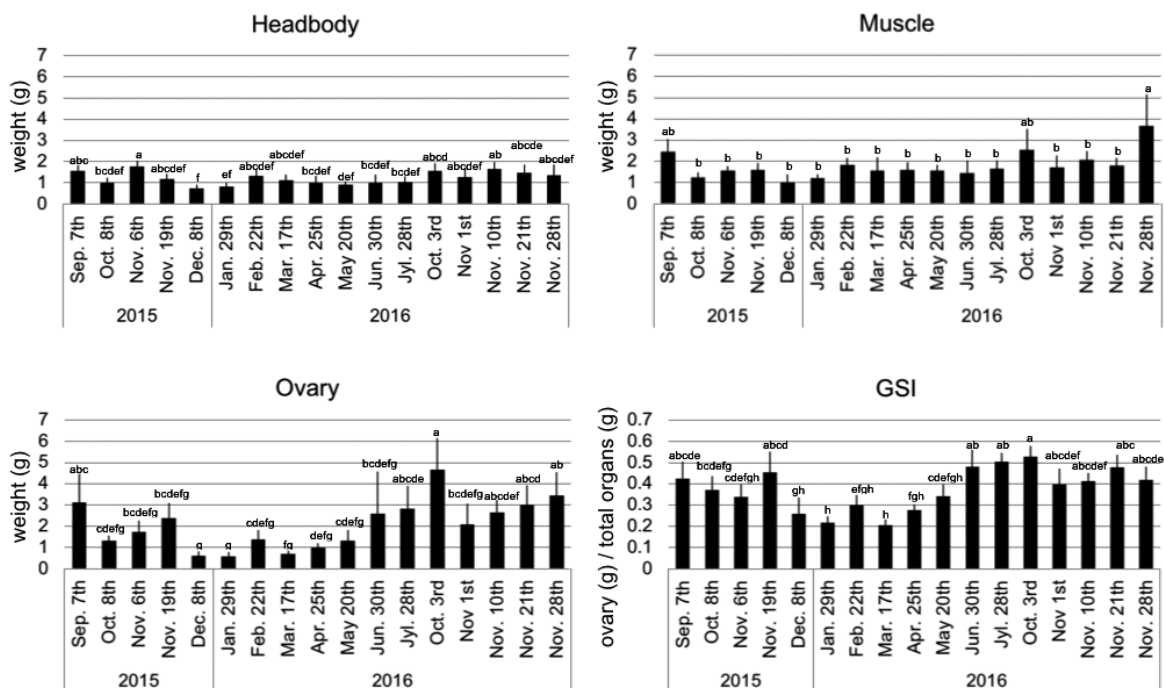 Headbody
weight (g)
7
6
5
4
3
2
1
0
abc bcdef a abcdef f ef abcdef abcdef bcdef def bcdef bcdef abcd abcdef ab abcde abcdef
Sep. 7th Oct. 8th Nov. 6th Nov. 19th Dec. 8th Jan. 29th Feb. 22th Mar. 17th Apr. 25th May 20th Jun. 30th Jyl. 28th Oct. 3rd Nov 1st Nov. 10th Nov. 21th Nov. 28th
2015 2016
Muscle
weight (g)
7
6
5
4
3
2
1
0
ab b b b b b b b b b b b ab b b b a
Sep. 7th Oct. 8th Nov. 6th Nov. 19th Dec. 8th Jan. 29th Feb. 22th Mar. 17th Apr. 25th May 20th Jun. 30th Jyl. 28th Oct. 3rd Nov 1st Nov. 10th Nov. 21th Nov. 28th
2015 2016
Ovary
weight (g)
7
6
5
4
3
2
1
0
abc cdefg bcdefg bcdefg g g cdefg fg defg cdefg bcdefg abcde a bcdefg abcdef abcd ab
Sep. 7th Oct. 8th Nov. 6th Nov. 19th Dec. 8th Jan. 29th Feb. 22th Mar. 17th Apr. 25th May 20th Jun. 30th Jyl. 28th Oct. 3rd Nov 1st Nov. 10th Nov. 21th Nov. 28th
2015 2016
GSI
ovary (g) / total organs (g)
0.7
0.6
0.5
0.4
0.3
0.2
0.1
0
abcde bcdefg cdefg abcd gh h efgh h fgh cdefgh ab ab a abcdef abcdef abc abcdef
Sep. 7th Oct. 8th Nov. 6th Nov. 19th Dec. 8th Jan. 29th Feb. 22th Mar. 17th Apr. 25th May 20th Jun. 30th Jyl. 28th Oct. 3rd Nov 1st Nov. 10th Nov. 21th Nov. 28th
2015 2016